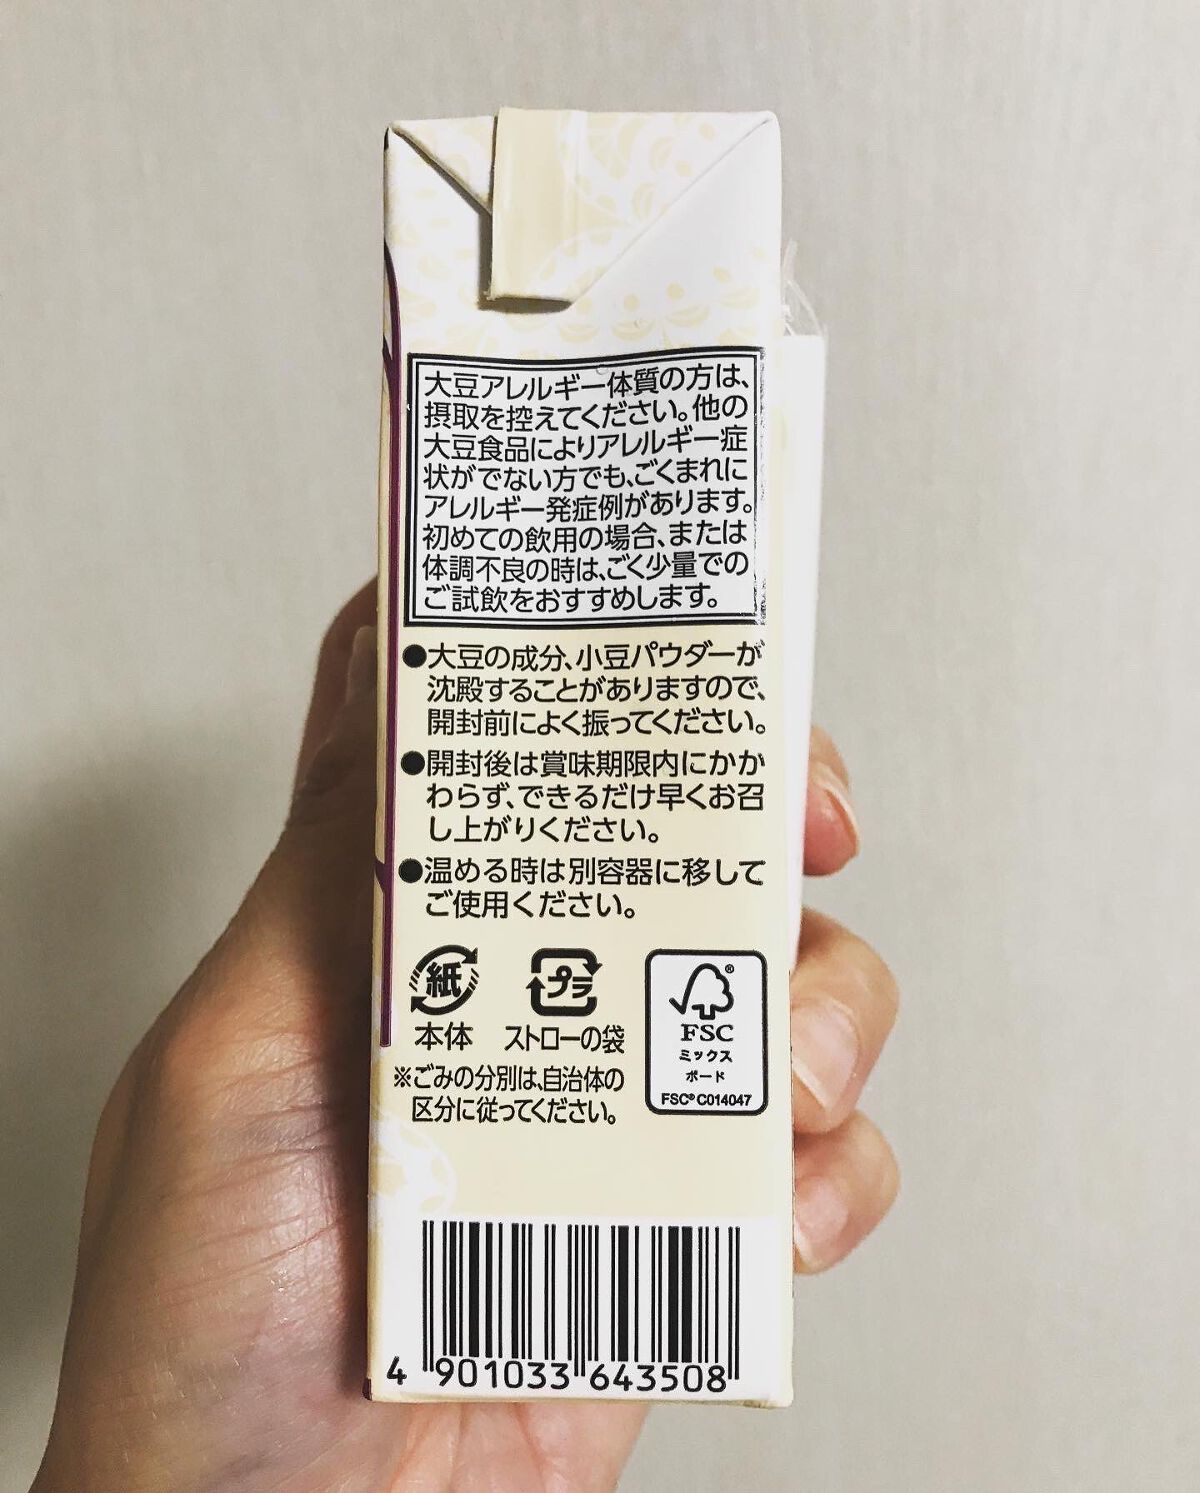 大豆アレルギー体質の方は、
摂取を控えてください。他の
大豆食品によりアレルギー症
状がでない方でも、ごくまれに
アレルギー発症例があります。
初めての飲用の場合、または
体調不良の時は、ごく少量での
ご試飲をおすすめします。
●大豆の成分、小豆パウダーが
沈殿することがありますので、
開封前によく振ってください。
●開封後は賞味期限内にかか
わらず、できるだけ早くお召
し上がりください。
●温める時は別容器に移して
ご使用ください。
紙
本体
プラ
ストローの袋
※ごみの分別は、自治体の
区分に従ってください。
®
FSC
ミックス
ボード
FSC® C014047
4 901033 643508